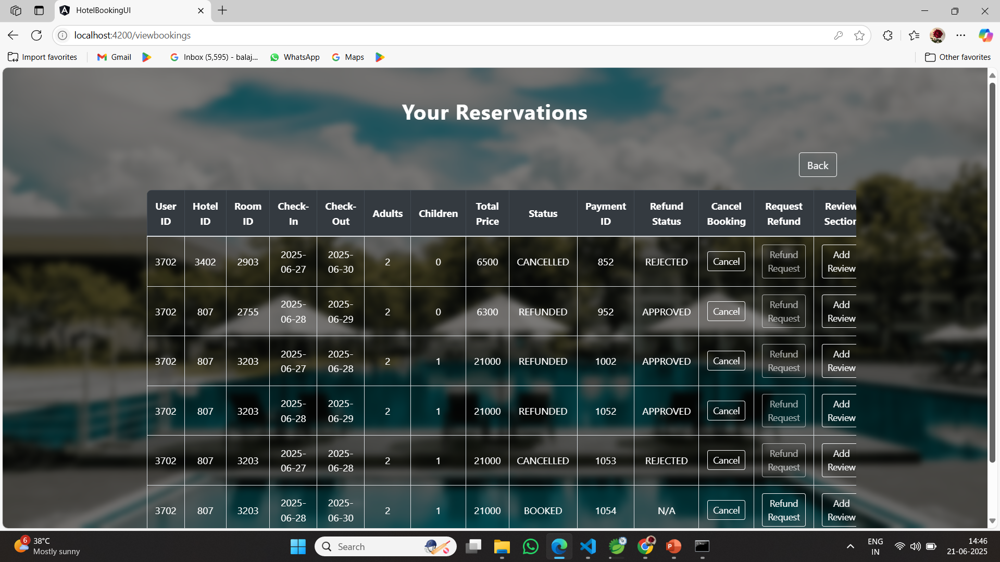 HotelBookingUI
localhost:4200/viewbookings
Import favorites
Gmail
Inbox (5,595) - balaj...
WhatsApp
Maps
Other favorites
Your Reservations
Back
User ID Hotel ID Room ID Check-In Check-Out Adults Children Total Price Status Payment ID Refund Status Cancel Booking Request Refund Review Section
3702 3402 2903 2025-06-27 2025-06-30 2 0 6500 CANCELLED 852 REJECTED Cancel Refund Request Add Review
3702 807 2755 2025-06-28 2025-06-29 2 0 6300 REFUNDED 952 APPROVED Cancel Refund Request Add Review
3702 807 3203 2025-06-27 2025-06-28 2 1 21000 REFUNDED 1002 APPROVED Cancel Refund Request Add Review
3702 807 3203 2025-06-28 2025-06-29 2 1 21000 REFUNDED 1052 APPROVED Cancel Refund Request Add Review
3702 807 3203 2025-06-27 2025-06-28 2 1 21000 CANCELLED 1053 REJECTED Cancel Refund Request Add Review
3702 807 3203 2025-06-28 2025-06-30 2 1 21000 BOOKED 1054 N/A Cancel Refund Request Add Review
6
38°C
Mostly sunny
Search
P
ENG
IN
14:46
21-06-2025